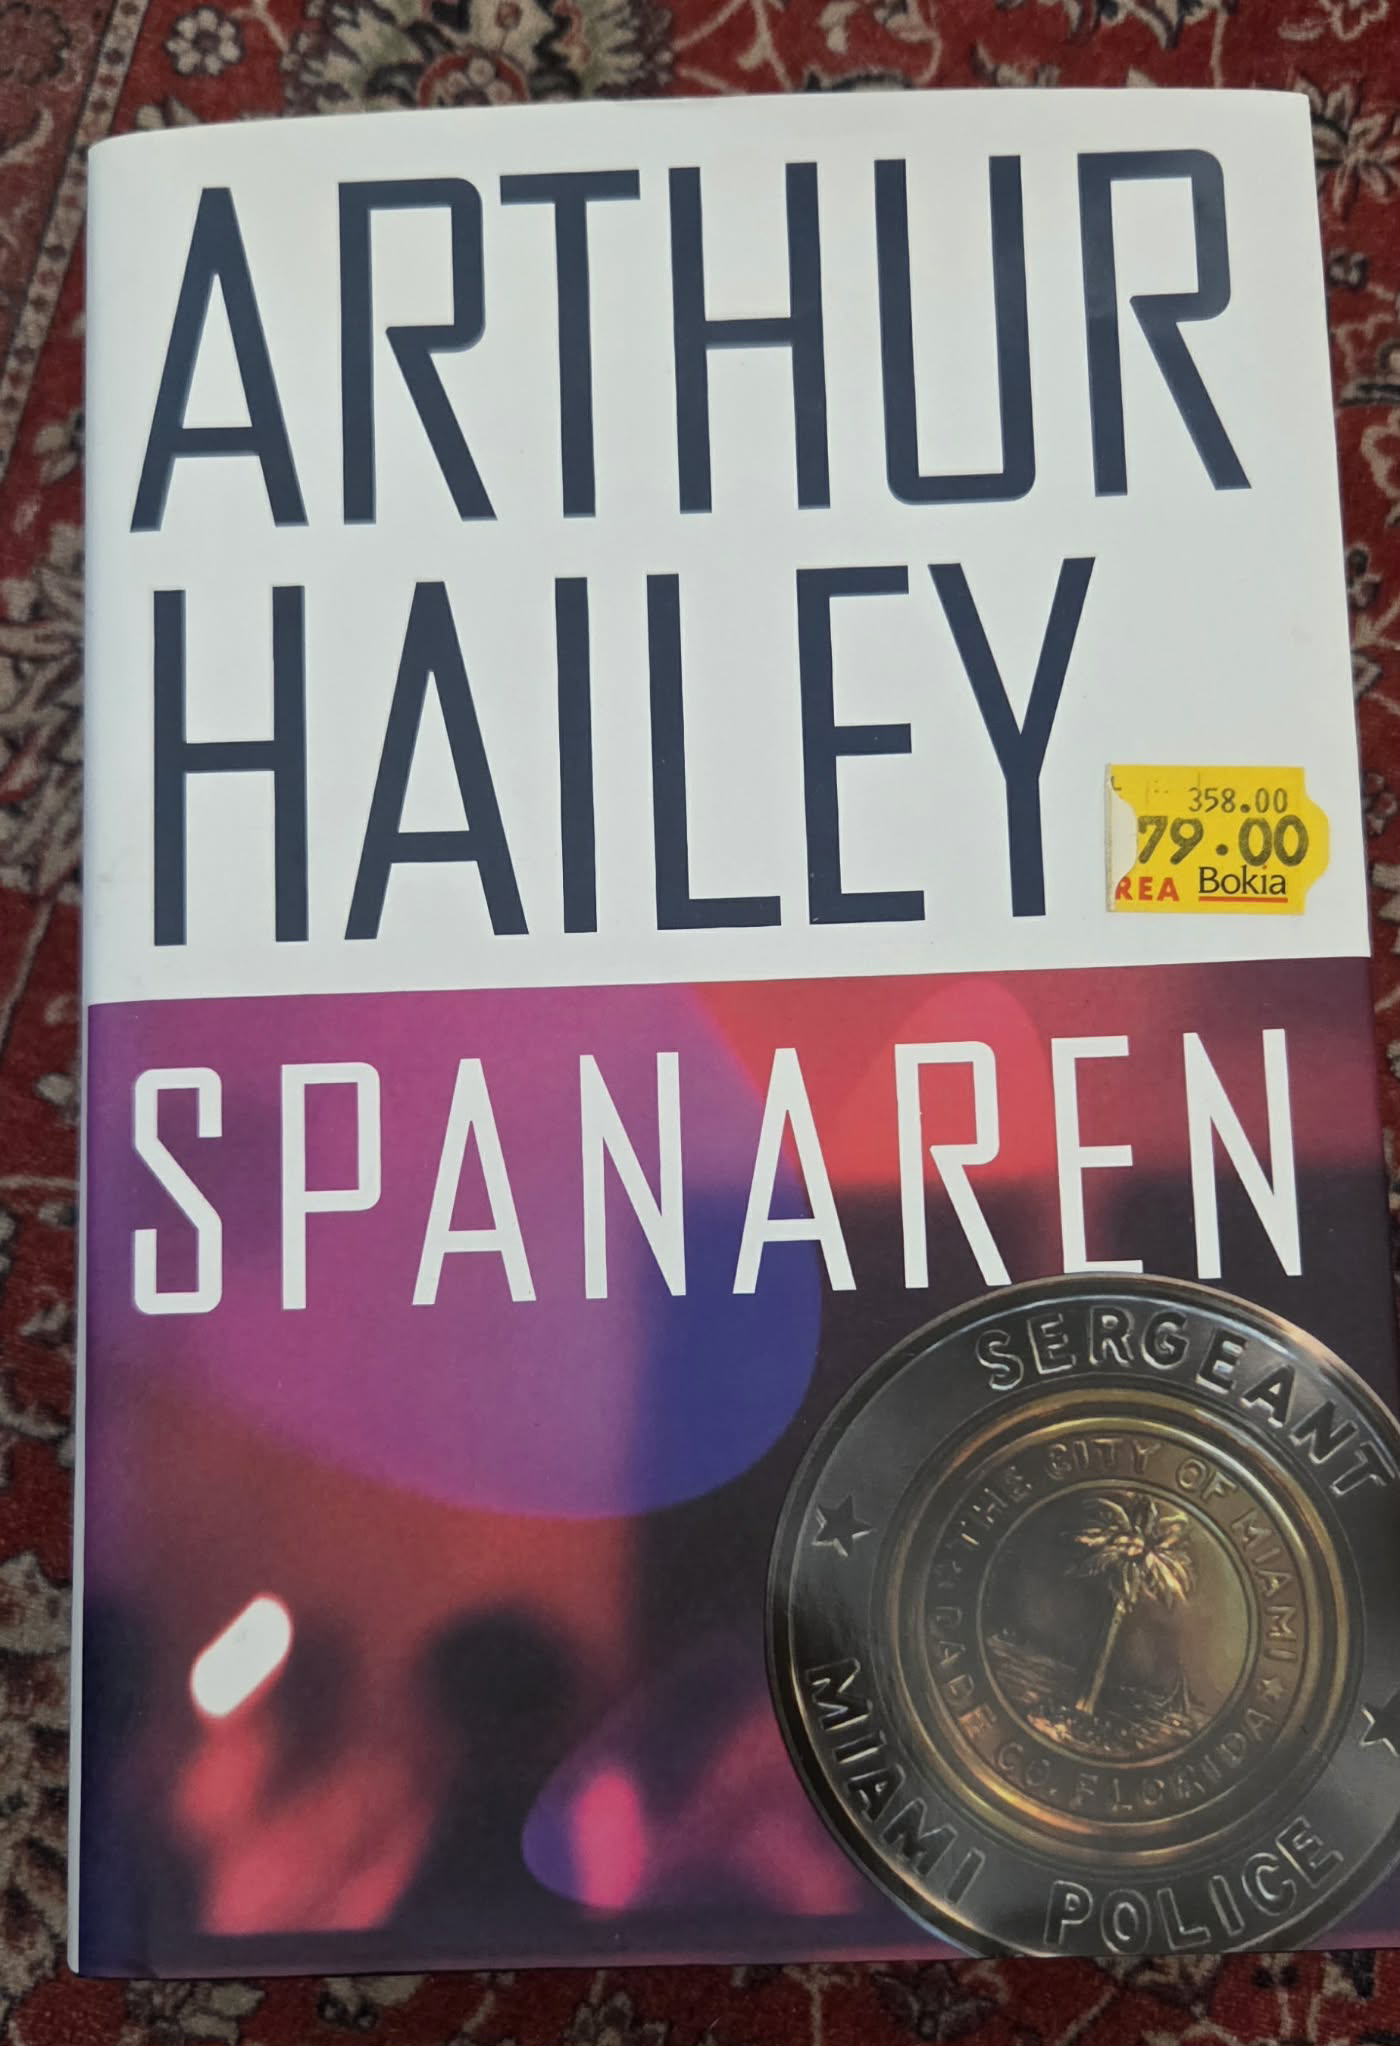 ARTHUR
HAILEY
358.00
79.00
REA Bokia
SPANAREN
SERGEANT
THE CITY OF MIAMI
DADE CO. FLORIDA
MIAMI POLICE